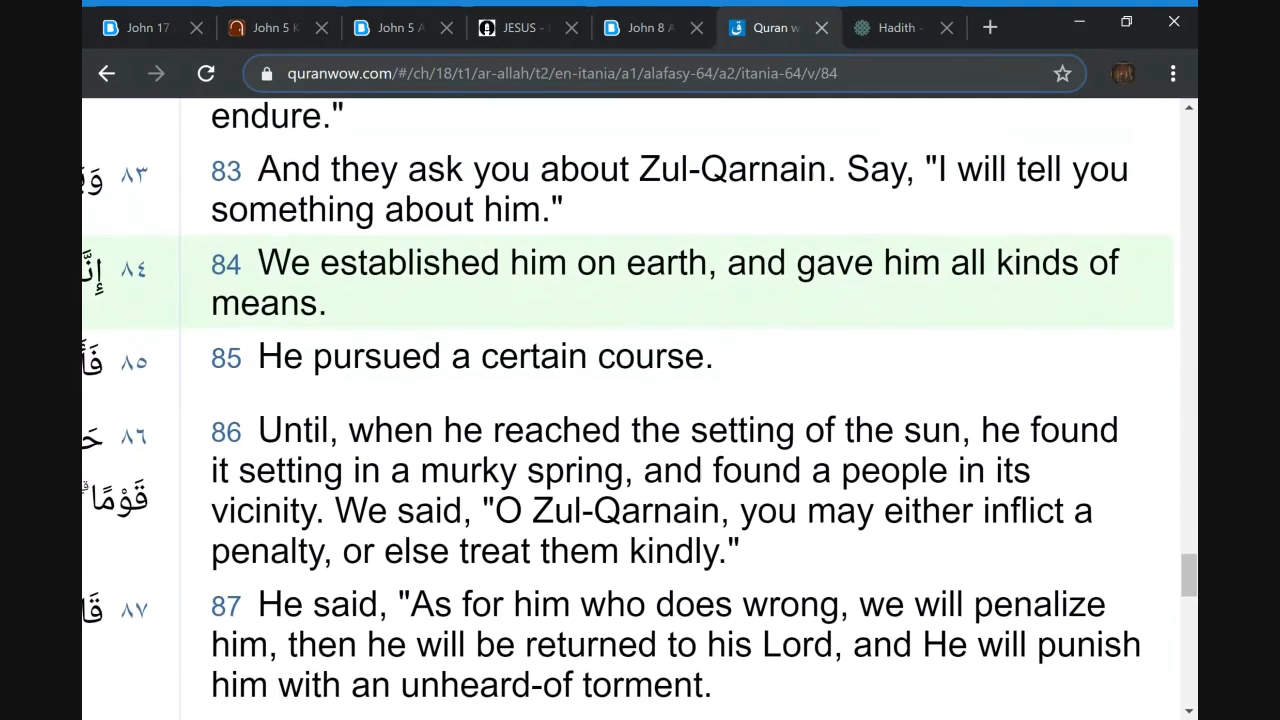 John 17 John 5 K John 5 A JESUS - John 8 A Quran w Hadith -
quranwow.com/#/ch/18/t1/ar-allah/t2/en-itania/a1/alafasy-64/a2/itania-64/v/84
endure."
٨٣ 83 And they ask you about Zul-Qarnain. Say, "I will tell you
something about him."
إِنَّ ٨٤ 84 We established him on earth, and gave him all kinds of
means.
٨٥ 85 He pursued a certain course.
٨٦ 86 Until, when he reached the setting of the sun, he found
it setting in a murky spring, and found a people in its
قَوْمًا vicinity. We said, "O Zul-Qarnain, you may either inflict a
penalty, or else treat them kindly."
٨٧ 87 He said, "As for him who does wrong, we will penalize
him, then he will be returned to his Lord, and He will punish
him with an unheard-of torment.